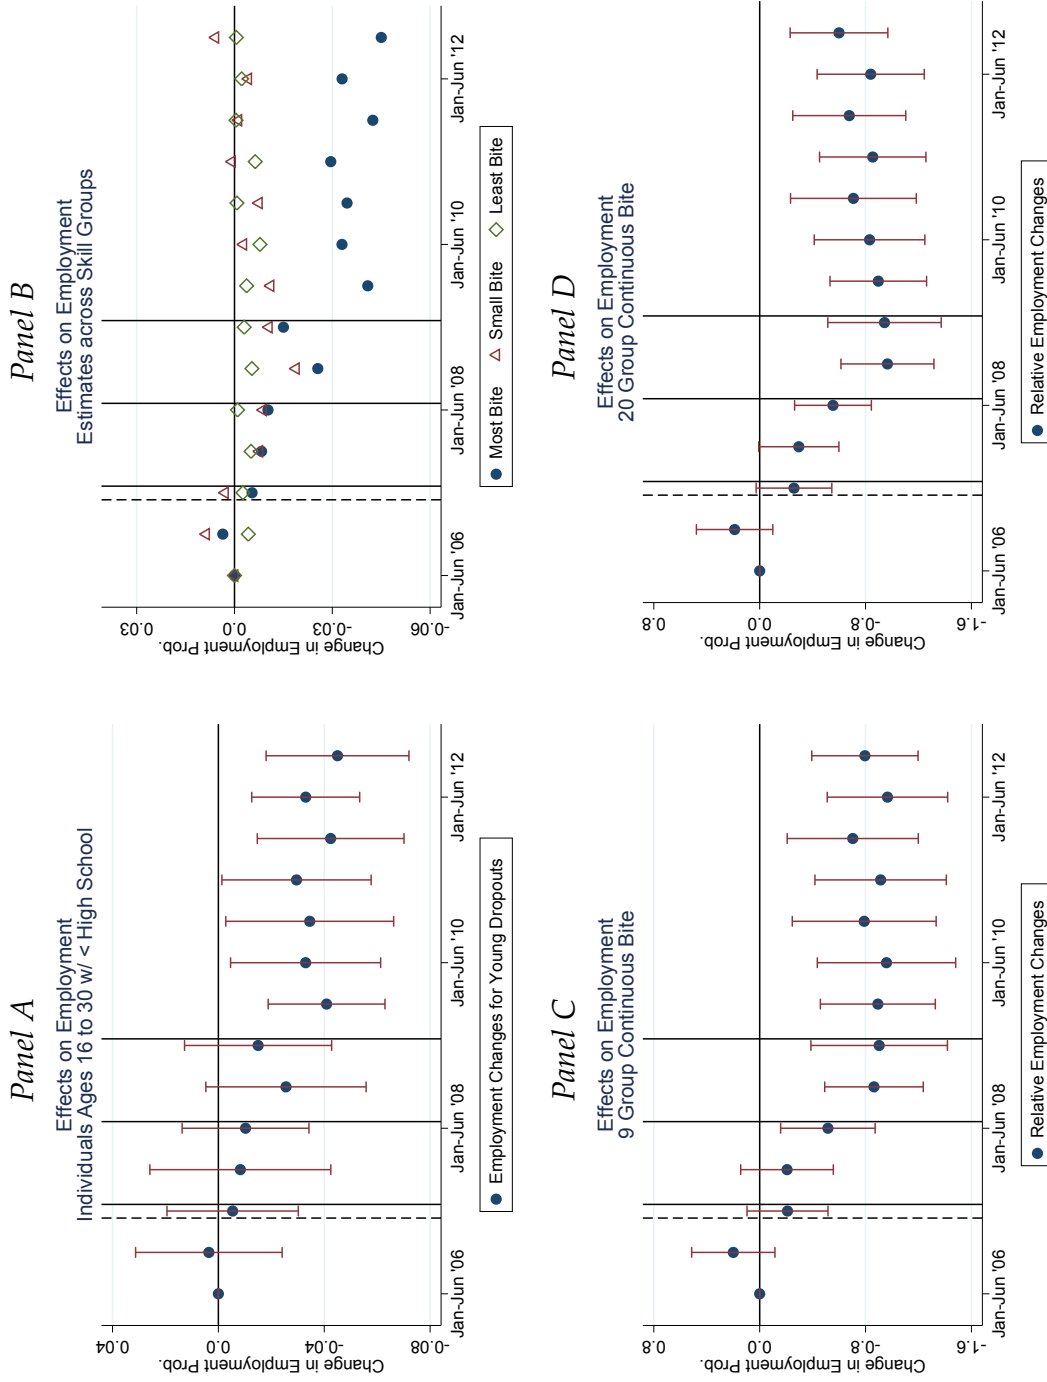 Panel A
Effects on Employment
Individuals Ages 16 to 30 w/ < High School
Change in Employment Prob.
0.04
0.0
-0.04
-0.08
Jan-Jun '06
Jan-Jun '08
Jan-Jun '10
Jan-Jun '12
Employment Changes for Young Dropouts
Panel B
Effects on Employment
Estimates across Skill Groups
Change in Employment Prob.
0.03
0.0
-0.03
-0.06
Jan-Jun '06
Jan-Jun '08
Jan-Jun '10
Jan-Jun '12
Most Bite Small Bite Least Bite
Panel C
Effects on Employment
9 Group Continuous Bite
Change in Employment Prob.
0.8
0.0
-0.8
-1.6
Jan-Jun '06
Jan-Jun '08
Jan-Jun '10
Jan-Jun '12
Relative Employment Changes
Panel D
Effects on Employment
20 Group Continuous Bite
Change in Employment Prob.
0.8
0.0
-0.8
-1.6
Jan-Jun '06
Jan-Jun '08
Jan-Jun '10
Jan-Jun '12
Relative Employment Changes